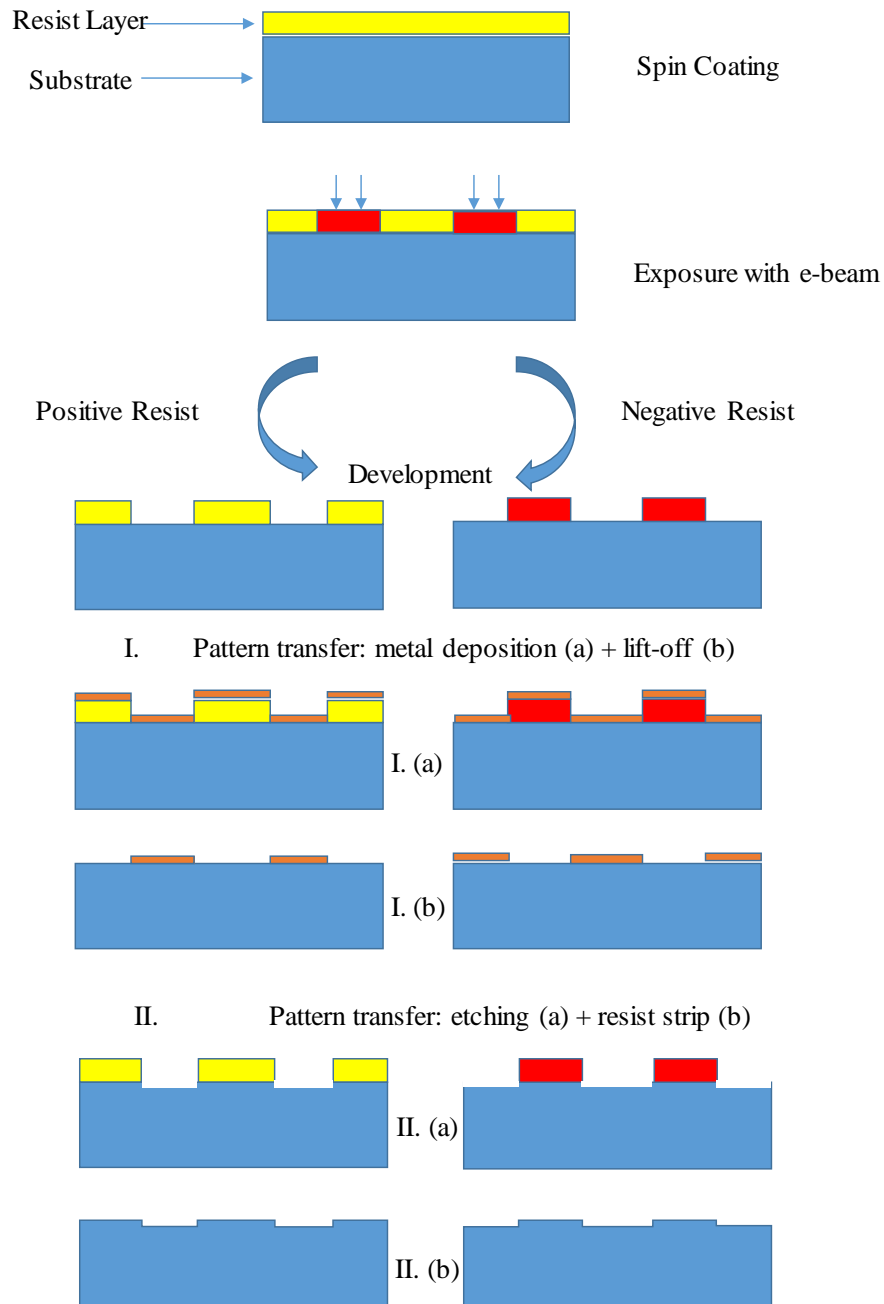 Resist Layer
Substrate
Spin Coating
Exposure with e-beam
Positive Resist
Negative Resist
Development
I. Pattern transfer: metal deposition (a) + lift-off (b)
I. (a)
I. (b)
II. Pattern transfer: etching (a) + resist strip (b)
II. (a)
II. (b)